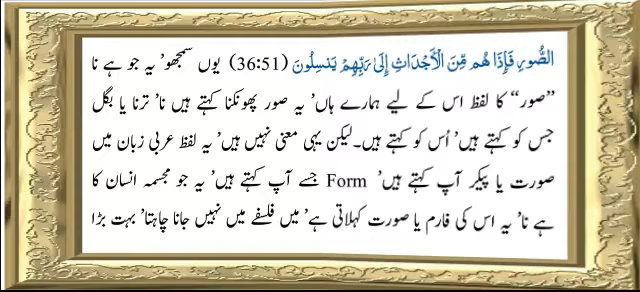 الصُّورِ فَإِذَا هُم مِّنَ الْأَجْدَاثِ إِلَىٰ رَبِّهِمْ يَنسِلُونَ (36:51) یوں سمجھو' یہ جو ہے نا
”صور“ کا لفظ اس کے لیے ہمارے ہاں' یہ صور پھونکنا کہتے ہیں نا' ترنا یا بگل
جس کو کہتے ہیں' اُس کو کہتے ہیں۔ لیکن یہی معنی نہیں ہیں' یہ لفظ عربی زبان میں
صورت یا پیکر آپ کہتے ہیں' Form جسے آپ کہتے ہیں' یہ جو مجسمہ انسان کا
ہے نا' یہ اس کی فارم یا صورت کہلاتی ہے' میں فلسفے میں نہیں جانا چاہتا' بہت بڑا